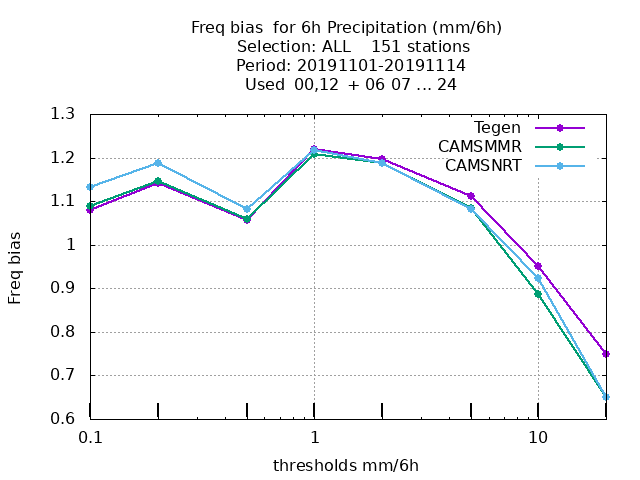 Freq bias  for 6h Precipitation (mm/6h)
Selection: ALL    151 stations
Period: 20191101-20191114
Used  00,12  + 06 07 ... 24
Tegen
CAMSMMR
CAMSNRT
1.3
1.2
1.1
1
0.9
0.8
0.7
0.6
Freq bias
0.1
1
10
thresholds mm/6h